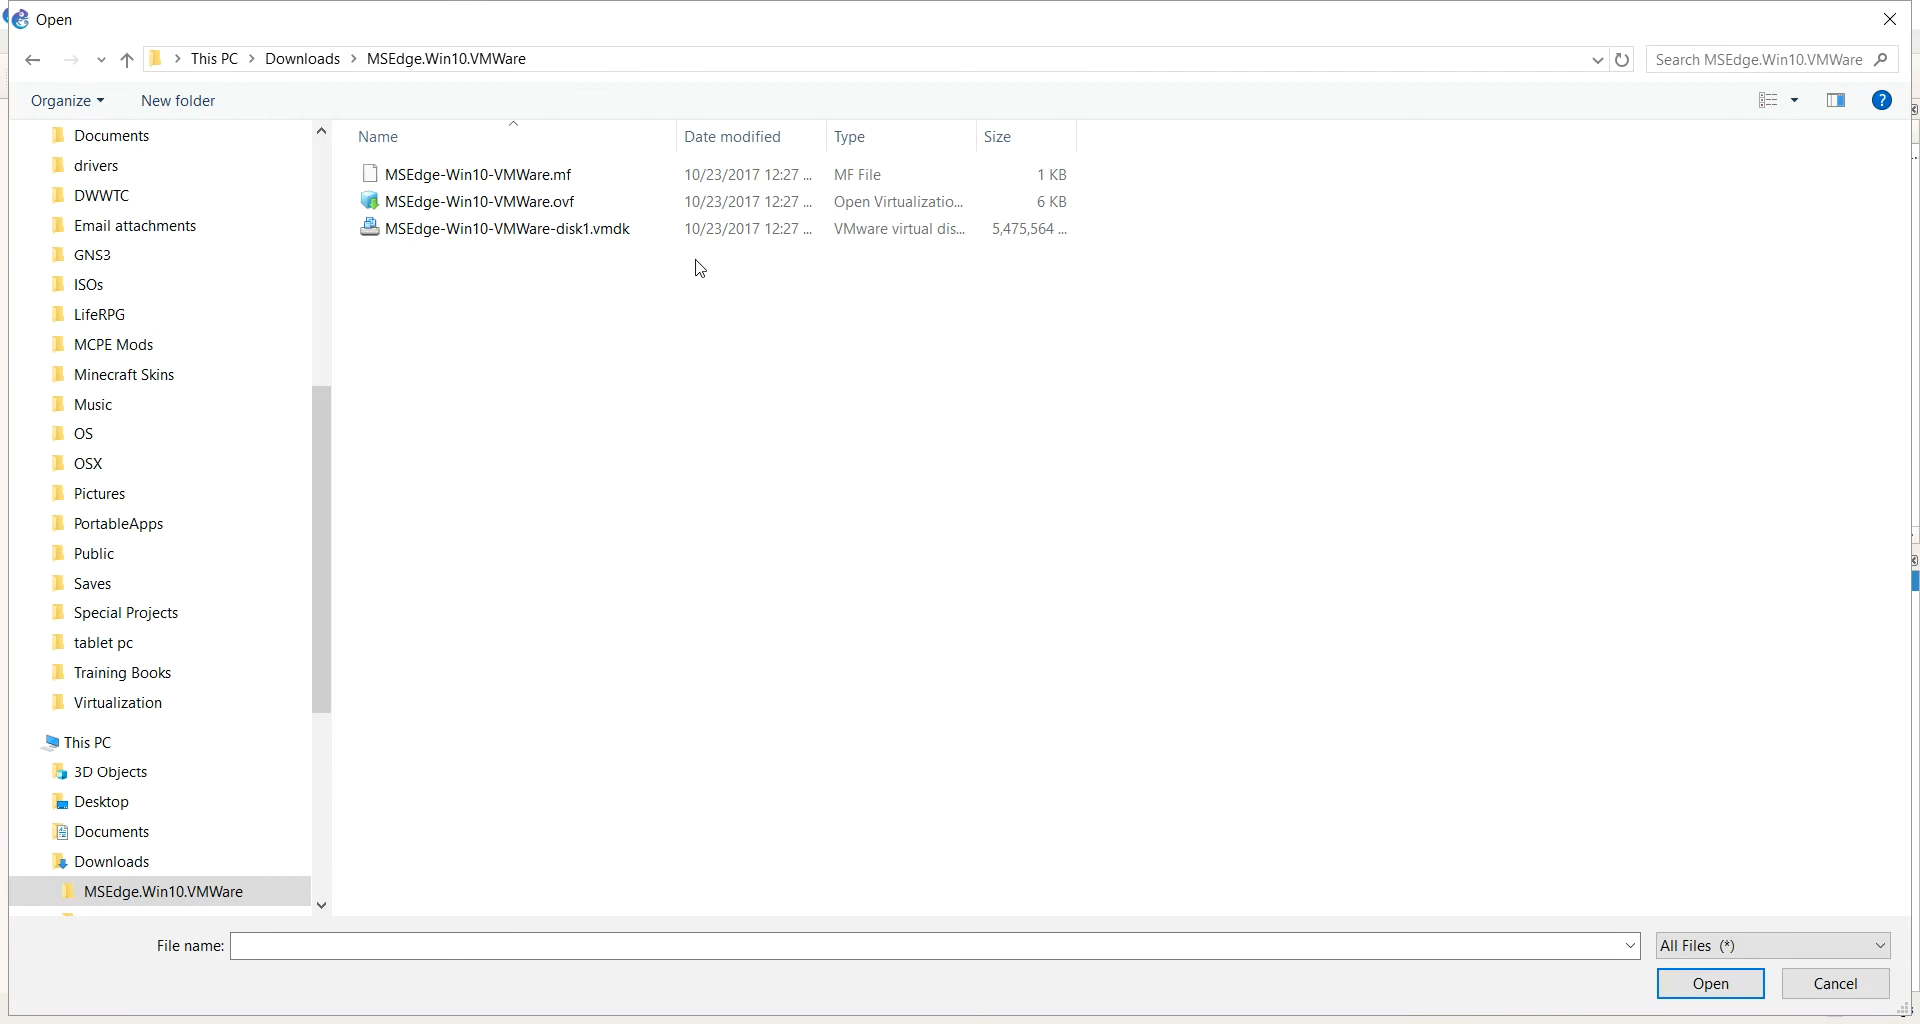 Open
This PC
Downloads
MSEdge.Win10.VMWare
Search MSEdge.Win10.VMWare
Organize
New folder
Name
Date modified
Type
Size
MSEdge-Win10-VMWare.mf
10/23/2017 12:27 ...
MF File
1 KB
MSEdge-Win10-VMWare.ovf
10/23/2017 12:27 ...
Open Virtualizatio...
6 KB
MSEdge-Win10-VMWare-disk1.vmdk
10/23/2017 12:27 ...
VMware virtual dis...
5,475,564 ...
Documents
drivers
DWWTC
Email attachments
GNS3
ISOs
LifeRPG
MCPE Mods
Minecraft Skins
Music
OS
OSX
Pictures
PortableApps
Public
Saves
Special Projects
tablet pc
Training Books
Virtualization
This PC
3D Objects
Desktop
Documents
Downloads
MSEdge.Win10.VMWare
File name:
All Files (*)
Open
Cancel